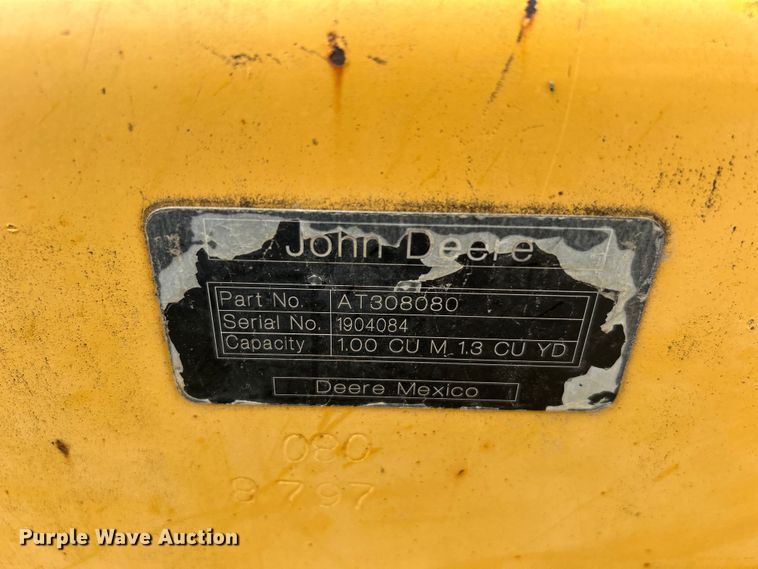 John Deere
Part No. AT308080
Serial No. 1904084
Capacity 1.00 CU M 1.3 CU YD
Deere Mexico
080
8797
Purple Wave Auction